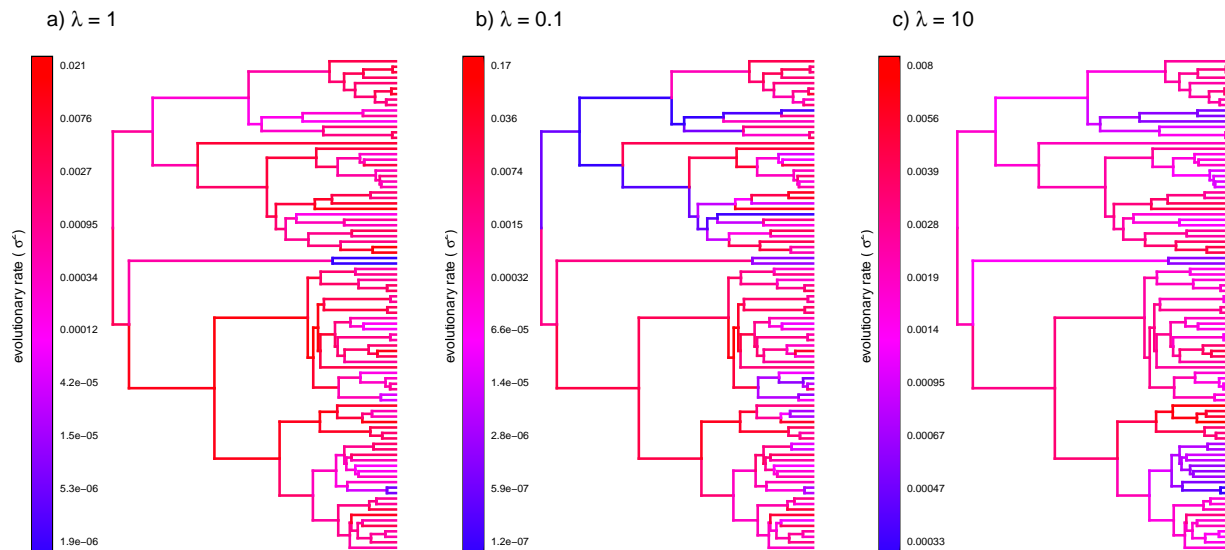 a) λ = 1
b) λ = 0.1
c) λ = 10
evolutionary rate ( σ²)
0.021
0.0076
0.0027
0.00095
0.00034
0.00012
4.2e−05
1.5e−05
5.3e−06
1.9e−06
evolutionary rate ( σ²)
0.17
0.036
0.0074
0.0015
0.00032
6.6e−05
1.4e−05
2.8e−06
5.9e−07
1.2e−07
evolutionary rate ( σ²)
0.008
0.0056
0.0039
0.0028
0.0019
0.0014
0.00095
0.00067
0.00047
0.00033